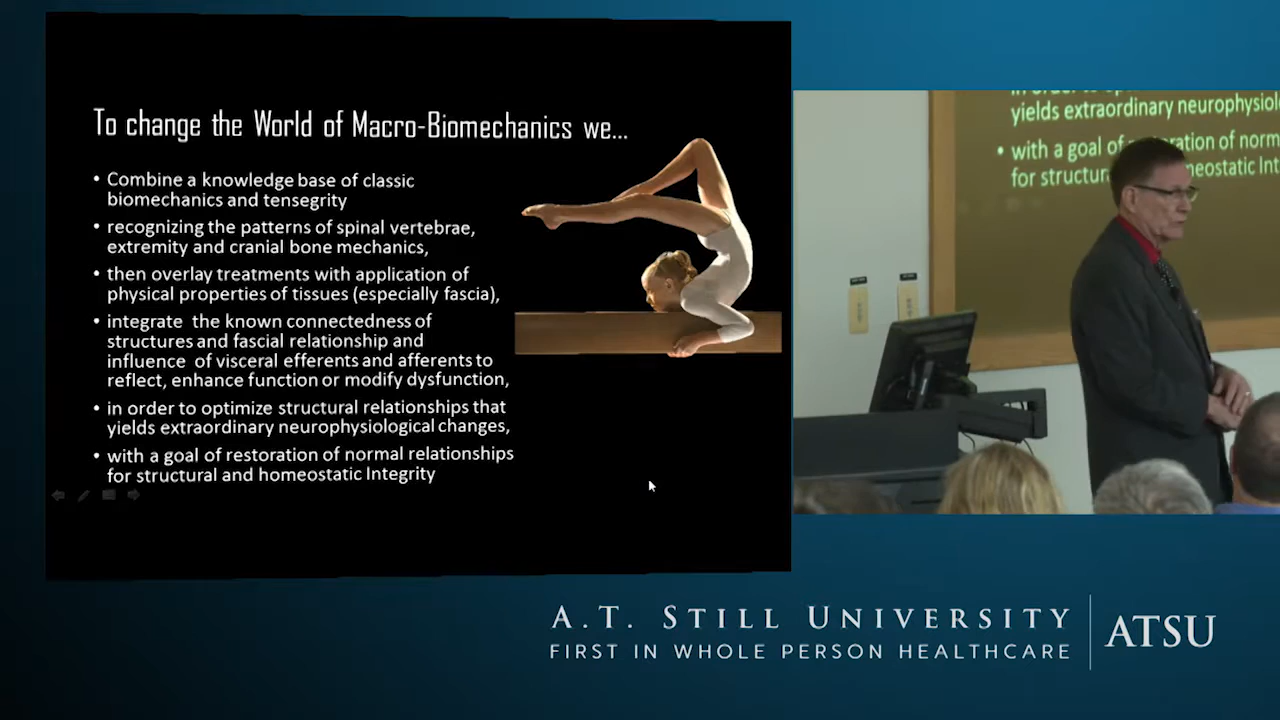 To change the World of Macro-Biomechanics we...
• Combine a knowledge base of classic
biomechanics and tensegrity
• recognizing the patterns of spinal vertebrae,
extremity and cranial bone mechanics,
• then overlay treatments with application of
physical properties of tissues (especially fascia),
• integrate the known connectedness of
structures and fascial relationship and
influence of visceral efferents and afferents to
reflect, enhance function or modify dysfunction,
• in order to optimize structural relationships that
yields extraordinary neurophysiological changes,
• with a goal of restoration of normal relationships
for structural and homeostatic Integrity
yields extraordinary neurophysiol
• with a goal of restoration of norm
for structur meostatic Int
A.T. STILL UNIVERSITY
FIRST IN WHOLE PERSON HEALTHCARE
ATSU